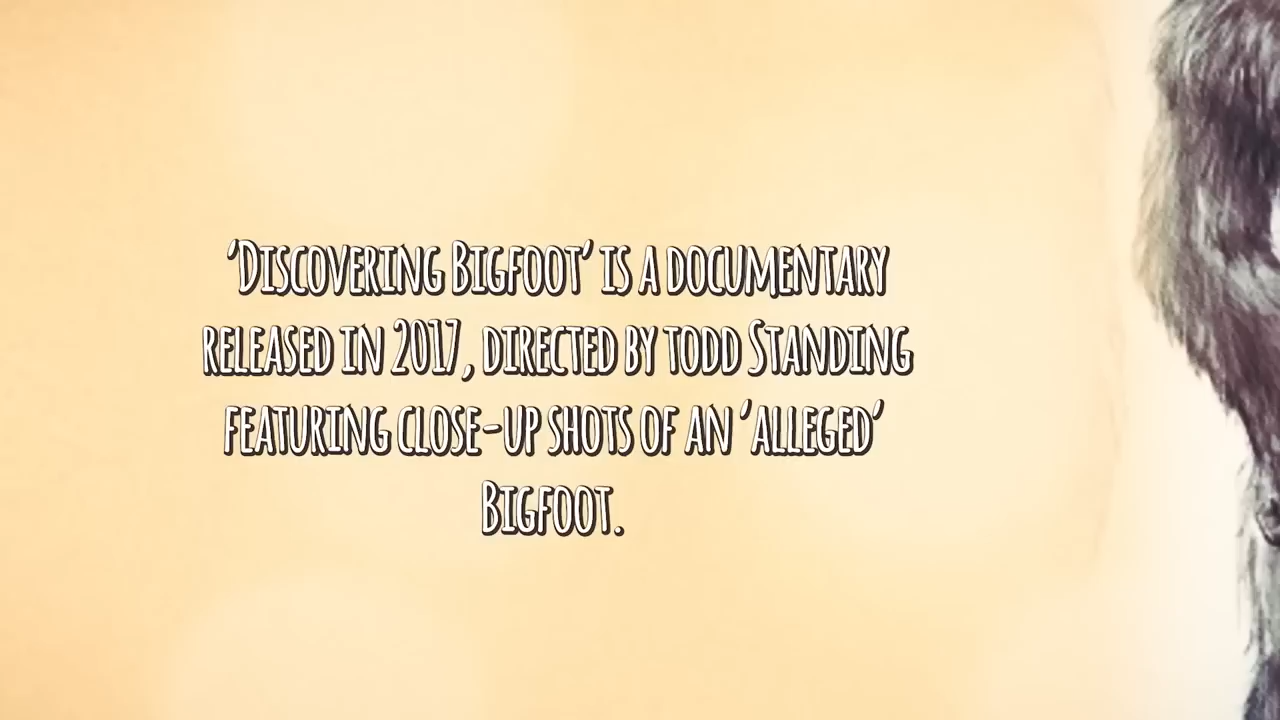 'Discovering Bigfoot' is a documentary
released in 2017, directed by Todd Standing
featuring close-up shots of an 'alleged'
Bigfoot.